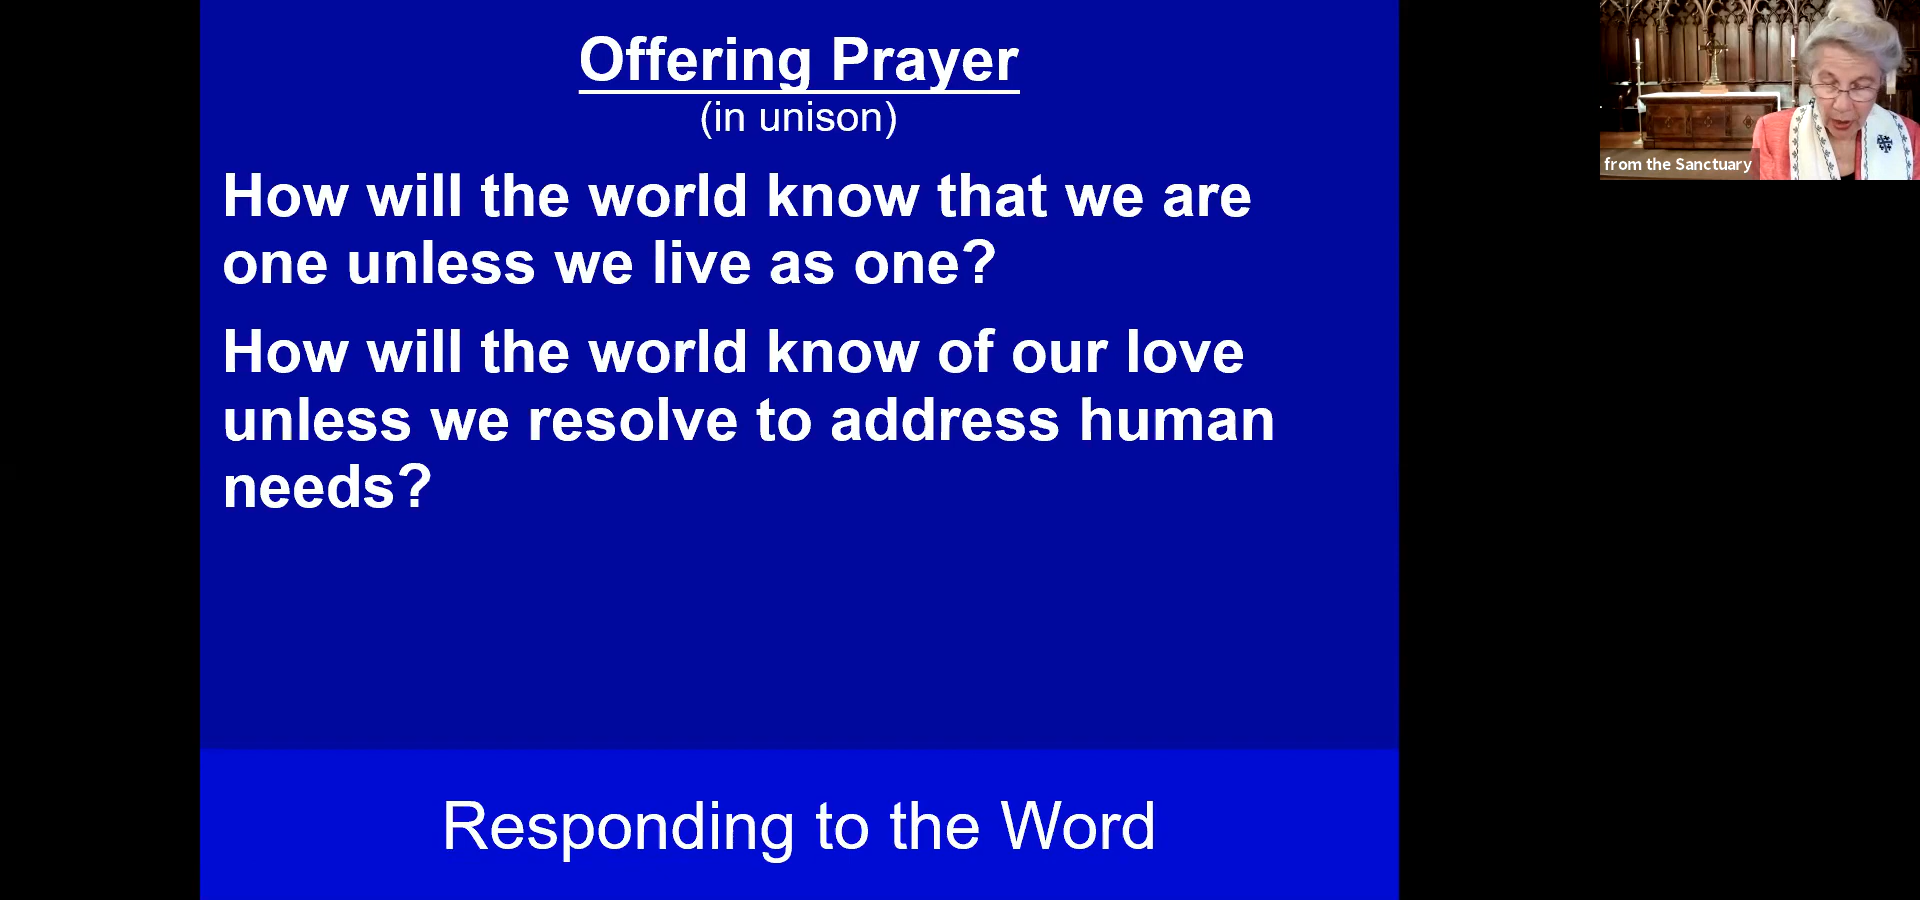 Offering Prayer
(in unison)
How will the world know that we are
one unless we live as one?
How will the world know of our love
unless we resolve to address human
needs?
Responding to the Word
from the Sanctuary